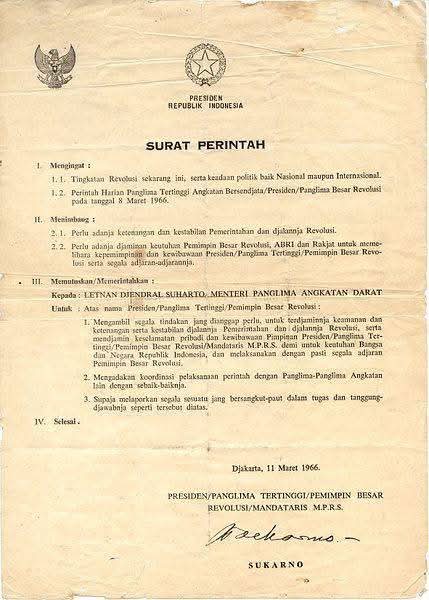 PRESIDEN
REPUBLIK INDONESIA
SURAT PERINTAH
I. Mengingat :
1. 1. Tingkatan Revolusi sekarang ini, serta keadaan politik baik Nasional maupun Internasional.
1. 2. Perintah Harian Panglima Tertinggi Angkatan Bersendjata/Presiden/Panglima Besar Revolusi
pada tanggal 8 Maret 1966.
II. Menimbang :
2. 1. Perlu adanja ketenangan dan kestabilan Pemerintahan dan djalannja Revolusi.
2. 2. Perlu adanja djaminan keutuhan Pemimpin Besar Revolusi, ABRI dan Rakjat untuk meme-
lihara kepemimpinan dan kewibawaan Presiden/Panglima Tertinggi/Pemimpin Besar Revo-
lusi serta segala adjaran-adjarannja.
III. Memutuskan/Memerintahkan :
Kepada : LETNAN DJENDRAL SUHARTO, MENTERI PANGLIMA ANGKATAN DARAT
Untuk : Atas nama Presiden/Panglima Tertinggi/Pemimpin Besar Revolusi :
1. Mengambil segala tindakan jang dianggap perlu, untuk terdjaminnja keamanan dan
ketenangan serta kestabilan djalannja Pemerintahan dan djalannja Revolusi, serta
mendjamin keselamatan pribadi dan kewibawaan Pimpinan Presiden/Panglima Ter-
tinggi/Pemimpin Besar Revolusi/Mandataris M.P.R.S. demi untuk keutuhan Bangsa
dan Negara Republik Indonesia, dan melaksanakan dengan pasti segala adjaran
Pemimpin Besar Revolusi.
2. Mengadakan koordinasi pelaksanaan perintah dengan Panglima-Panglima Angkatan
lain dengan sebaik-baiknja.
3. Supaja melaporkan segala sesuatu jang bersangkut-paut dalam tugas dan tanggung-
djawabnja seperti tersebut diatas.
IV. Selesai.
Djakarta, 11 Maret 1966.
PRESIDEN/PANGLIMA TERTINGGI/PEMIMPIN BESAR
REVOLUSI/MANDATARIS M.P.R.S.
Soekarno.-
SUKARNO